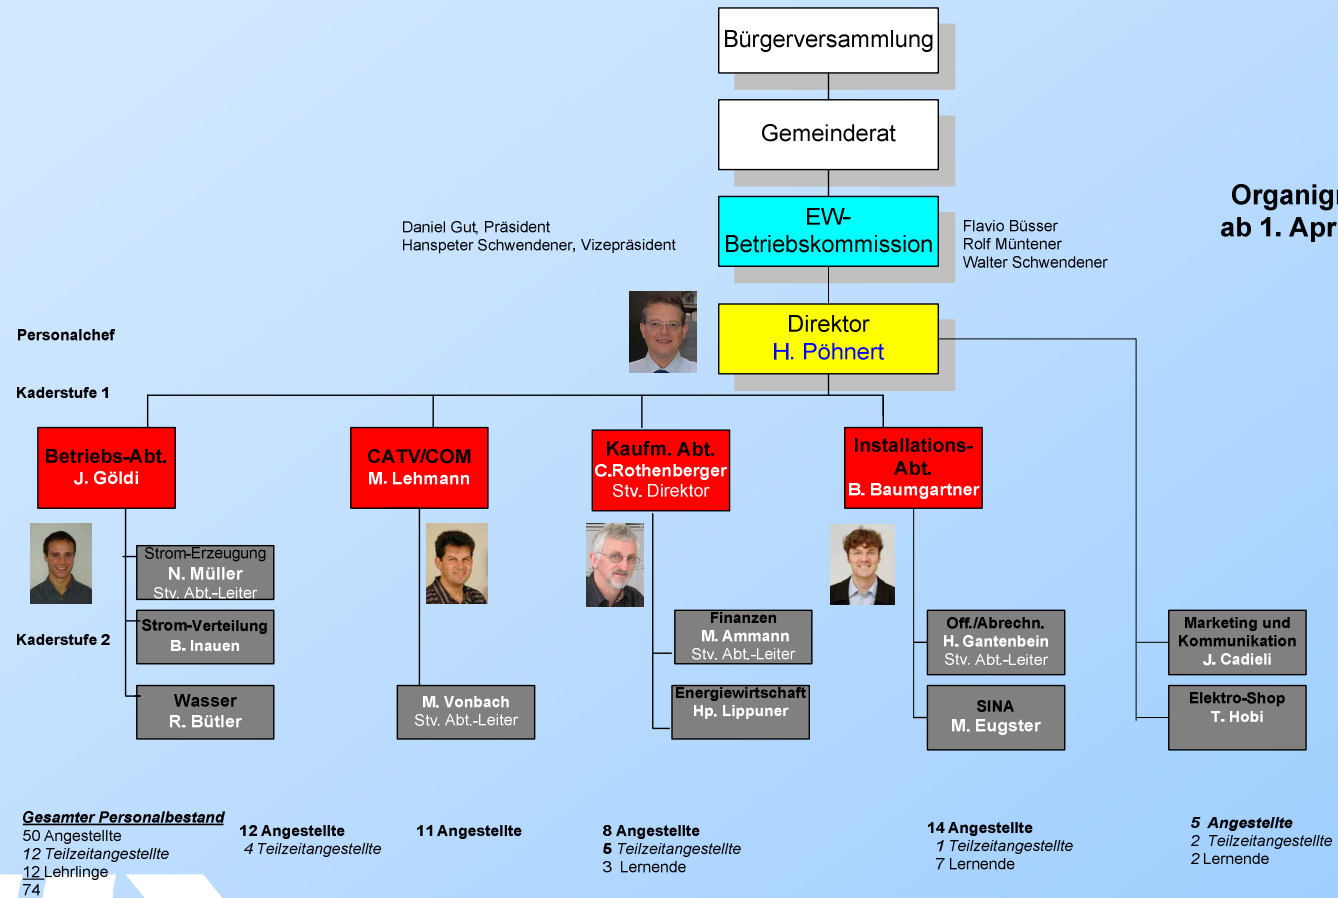 Bürgerversammlung
Gemeinderat
Daniel Gut, Präsident
Hanspeter Schwendener, Vizepräsident
EW-
Betriebskommission
Flavio Büsser
Rolf Müntener
Walter Schwendener
ab 1.
Personalchef
Direktor
H. Pöhnert
Kaderstufe 1
Betriebs-Abt.
J. Göldi
CATV/COM
M. Lehmann
Kaufm. Abt.
C.Rothenberger
Stv. Direktor
Installations-
Abt.
B. Baumgartner
Strom-Erzeugung
N. Müller
Stv. Abt.-Leiter
Kaderstufe 2
Strom-Verteilung
B. Inauen
Wasser
R. Bütler
M. Vonbach
Stv. Abt.-Leiter
Finanzen
M. Ammann
Stv. Abt.-Leiter
Energiewirtschaft
Hp. Lippuner
Off./Abrechn.
H. Gantenbein
Stv. Abt.-Leiter
SINA
M. Eugster
Marketing und
Kommunikation
J. Cadieli
Elektro-Shop
T. Hobi
Gesamter Personalbestand
50 Angestellte
12 Teilzeitangestellte
12 Lehrlinge
74
12 Angestellte
4 Teilzeitangestellte
11 Angestellte
8 Angestellte
5 Teilzeitangestellte
3 Lernende
14 Angestellte
1 Teilzeitangestellte
7 Lernende
5 Angestellte
2 Teilzeitangestellte
2 Lernende